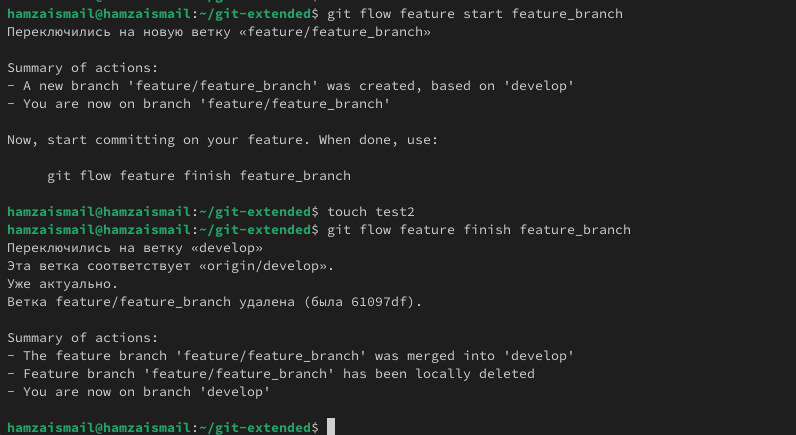 hamzaismail@hamzaismail:~/git-extended$ git flow feature start feature_branch
Переключились на новую ветку «feature/feature_branch»
Summary of actions:
- A new branch 'feature/feature_branch' was created, based on 'develop'
- You are now on branch 'feature/feature_branch'
Now, start committing on your feature. When done, use:
git flow feature finish feature_branch
hamzaismail@hamzaismail:~/git-extended$ touch test2
hamzaismail@hamzaismail:~/git-extended$ git flow feature finish feature_branch
Переключились на ветку «develop»
Эта ветка соответствует «origin/develop».
Уже актуально.
Ветка feature/feature_branch удалена (была 61097df).
Summary of actions:
- The feature branch 'feature/feature_branch' was merged into 'develop'
- Feature branch 'feature/feature_branch' has been locally deleted
- You are now on branch 'develop'
hamzaismail@hamzaismail:~/git-extended$